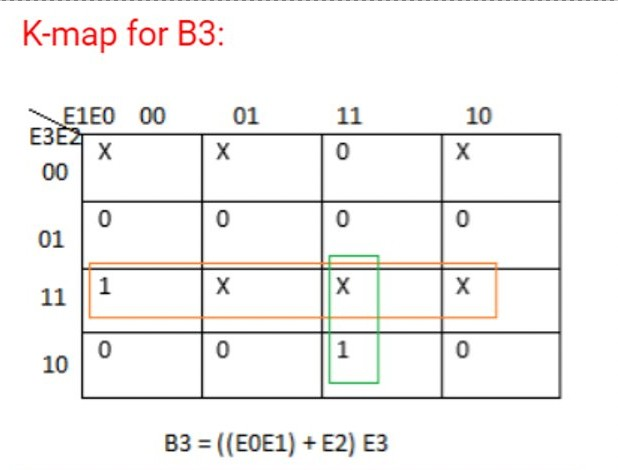 K-map for B3:
E1E0 00 01 11 10
E3E2
00 X X 0 X
01 0 0 0 0
11 1 X X X
10 0 0 1 0
B3 = ((E0E1) + E2) E3